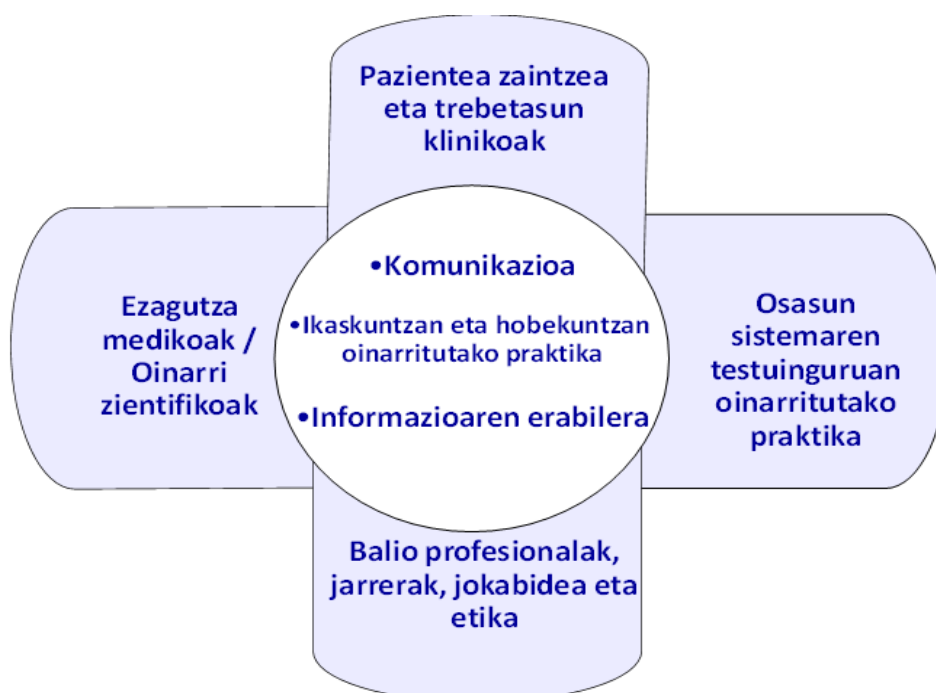 Pazientea zaintzea
eta trebetasun
klinikoak
Ezagutza
medikoak /
Oinarri
zientifikoak
•Komunikazioa
•Ikaskuntzan eta hobekuntzan
oinarritutako praktika
•Informazioaren erabilera
Osasun
sistemaren
testuinguruan
oinarritutako
praktika
Balio profesionalak,
jarrerak, jokabidea eta
etika